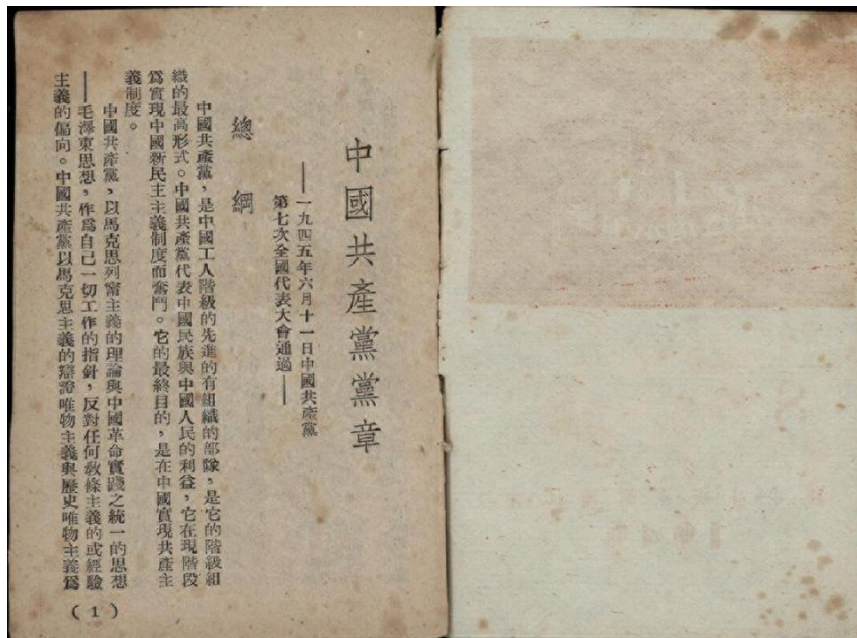 中國共產黨黨章
——一九四五年六月十一日中國共產黨
第七次全國代表大會通過——
總綱
中國共產黨，是中國工人階級的先進的有組織的部隊，是它的階級組
織的最高形式。中國共產黨代表中國民族與中國人民的利益，它在現階段
爲實現中國新民主主義制度而奮鬥。它的最終目的，是在中國實現共產主
義制度。
中國共產黨，以馬克思列甯主義的理論與中國革命實踐之統一的思想
——毛澤東思想，作爲自己一切工作的指針，反對任何敎條主義的或經驗
主義的偏向。中國共產黨以馬克思主義的辯證唯物主義與歷史唯物主義爲
(1)